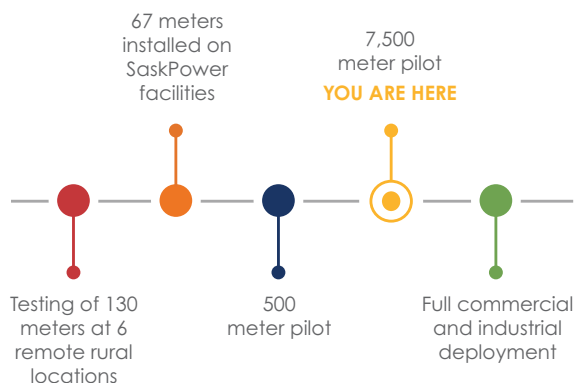 67 meters
installed on
SaskPower
facilities
7,500
meter pilot
YOU ARE HERE
Testing of 130
meters at 6
remote rural
locations
500
meter pilot
Full commercial
and industrial
deployment